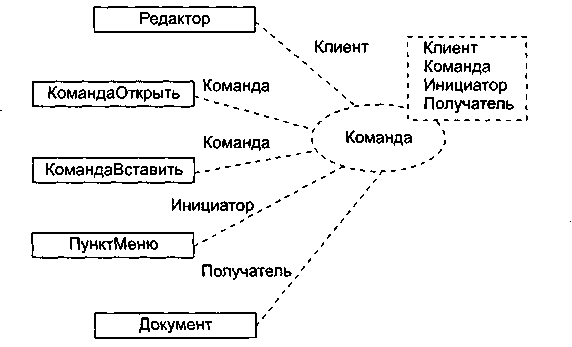 Редактор
Клиент
Клиент
Команда
Инициатор
Получатель
КомандаОткрыть
Команда
Команда
Команда
КомандаВставить
Инициатор
ПунктМеню
Получатель
Документ